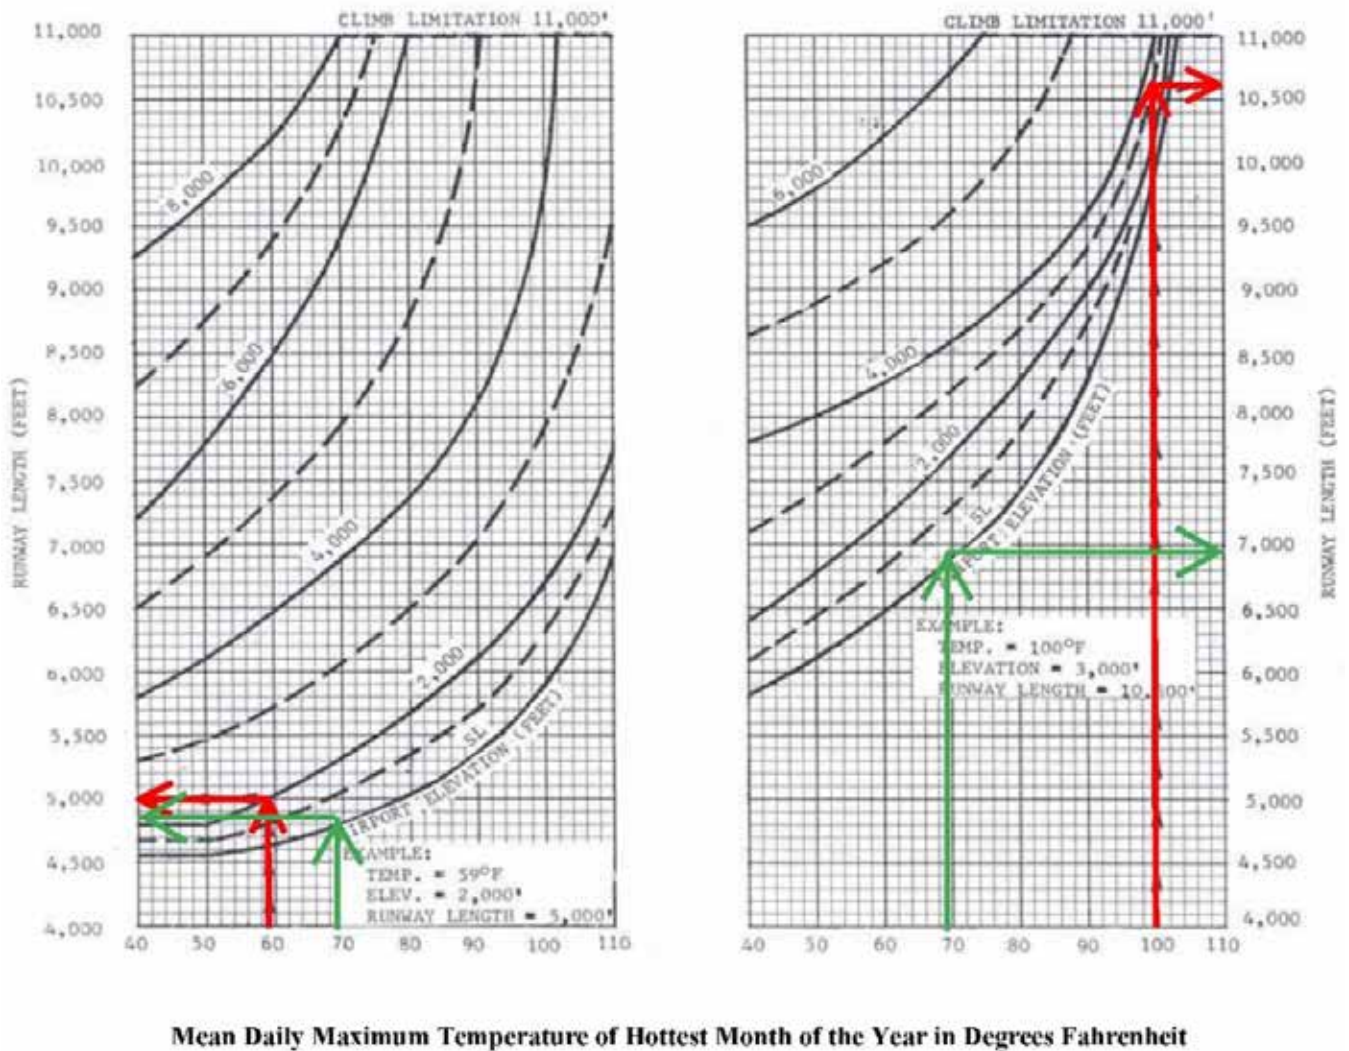 CLIMB LIMITATION 11,000'
11,000
10,500
10,000
9,500
9,000
8,500
8,000
7,500
7,000
6,500
6,000
5,500
5,000
4,500
4,000
RUNWAY LENGTH (FEET)
8,000
6,000
4,000
2,000
SL
IRPORT ELEVATION (FEET)
EXAMPLE:
TEMP. = 59°F
ELEV. = 2,000'
RUNWAY LENGTH = 5,000'
40 50 60 70 80 90 100 110
CLIMB LIMITATION 11,000'
6,000
4,000
2,000
SL
ELEVATION (FEET)
EXAMPLE:
TEMP. = 100°F
ELEVATION = 3,000'
RUNWAY LENGTH =
11,000
10,500
10,000
9,500
9,000
8,500
8,000
7,500
7,000
6,500
6,000
5,500
5,000
4,500
4,000
RUNWAY LENGTH (FEET)
40 50 60 70 80 90 100 110
Mean Daily Maximum Temperature of Hottest Month of the Year in Degrees Fahrenheit